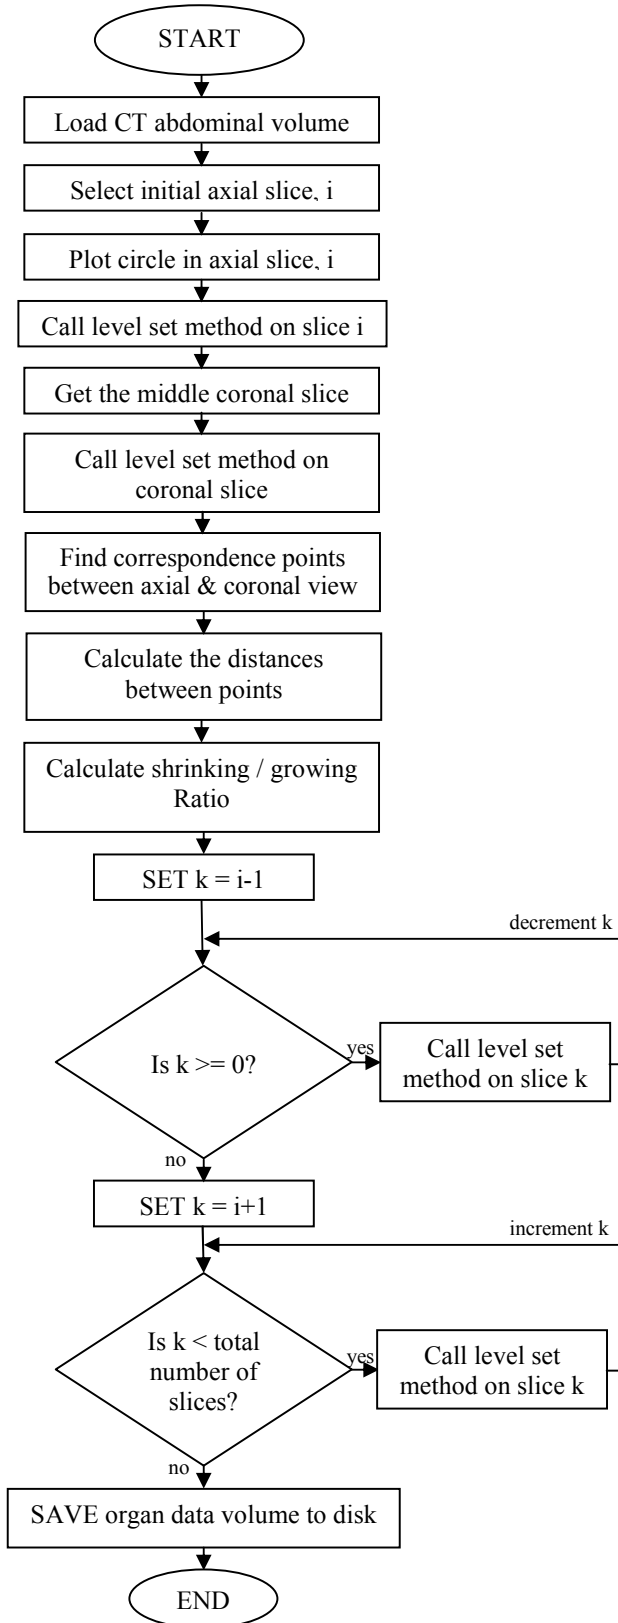 START
Load CT abdominal volume
Select initial axial slice, i
Plot circle in axial slice, i
Call level set method on slice i
Get the middle coronal slice
Call level set method on
coronal slice
Find correspondence points
between axial & coronal view
Calculate the distances
between points
Calculate shrinking / growing
Ratio
SET k = i-1
decrement k
Is k >= 0?
yes
Call level set
method on slice k
no
SET k = i+1
increment k
Is k < total
number of
slices?
yes
Call level set
method on slice k
no
SAVE organ data volume to disk
END